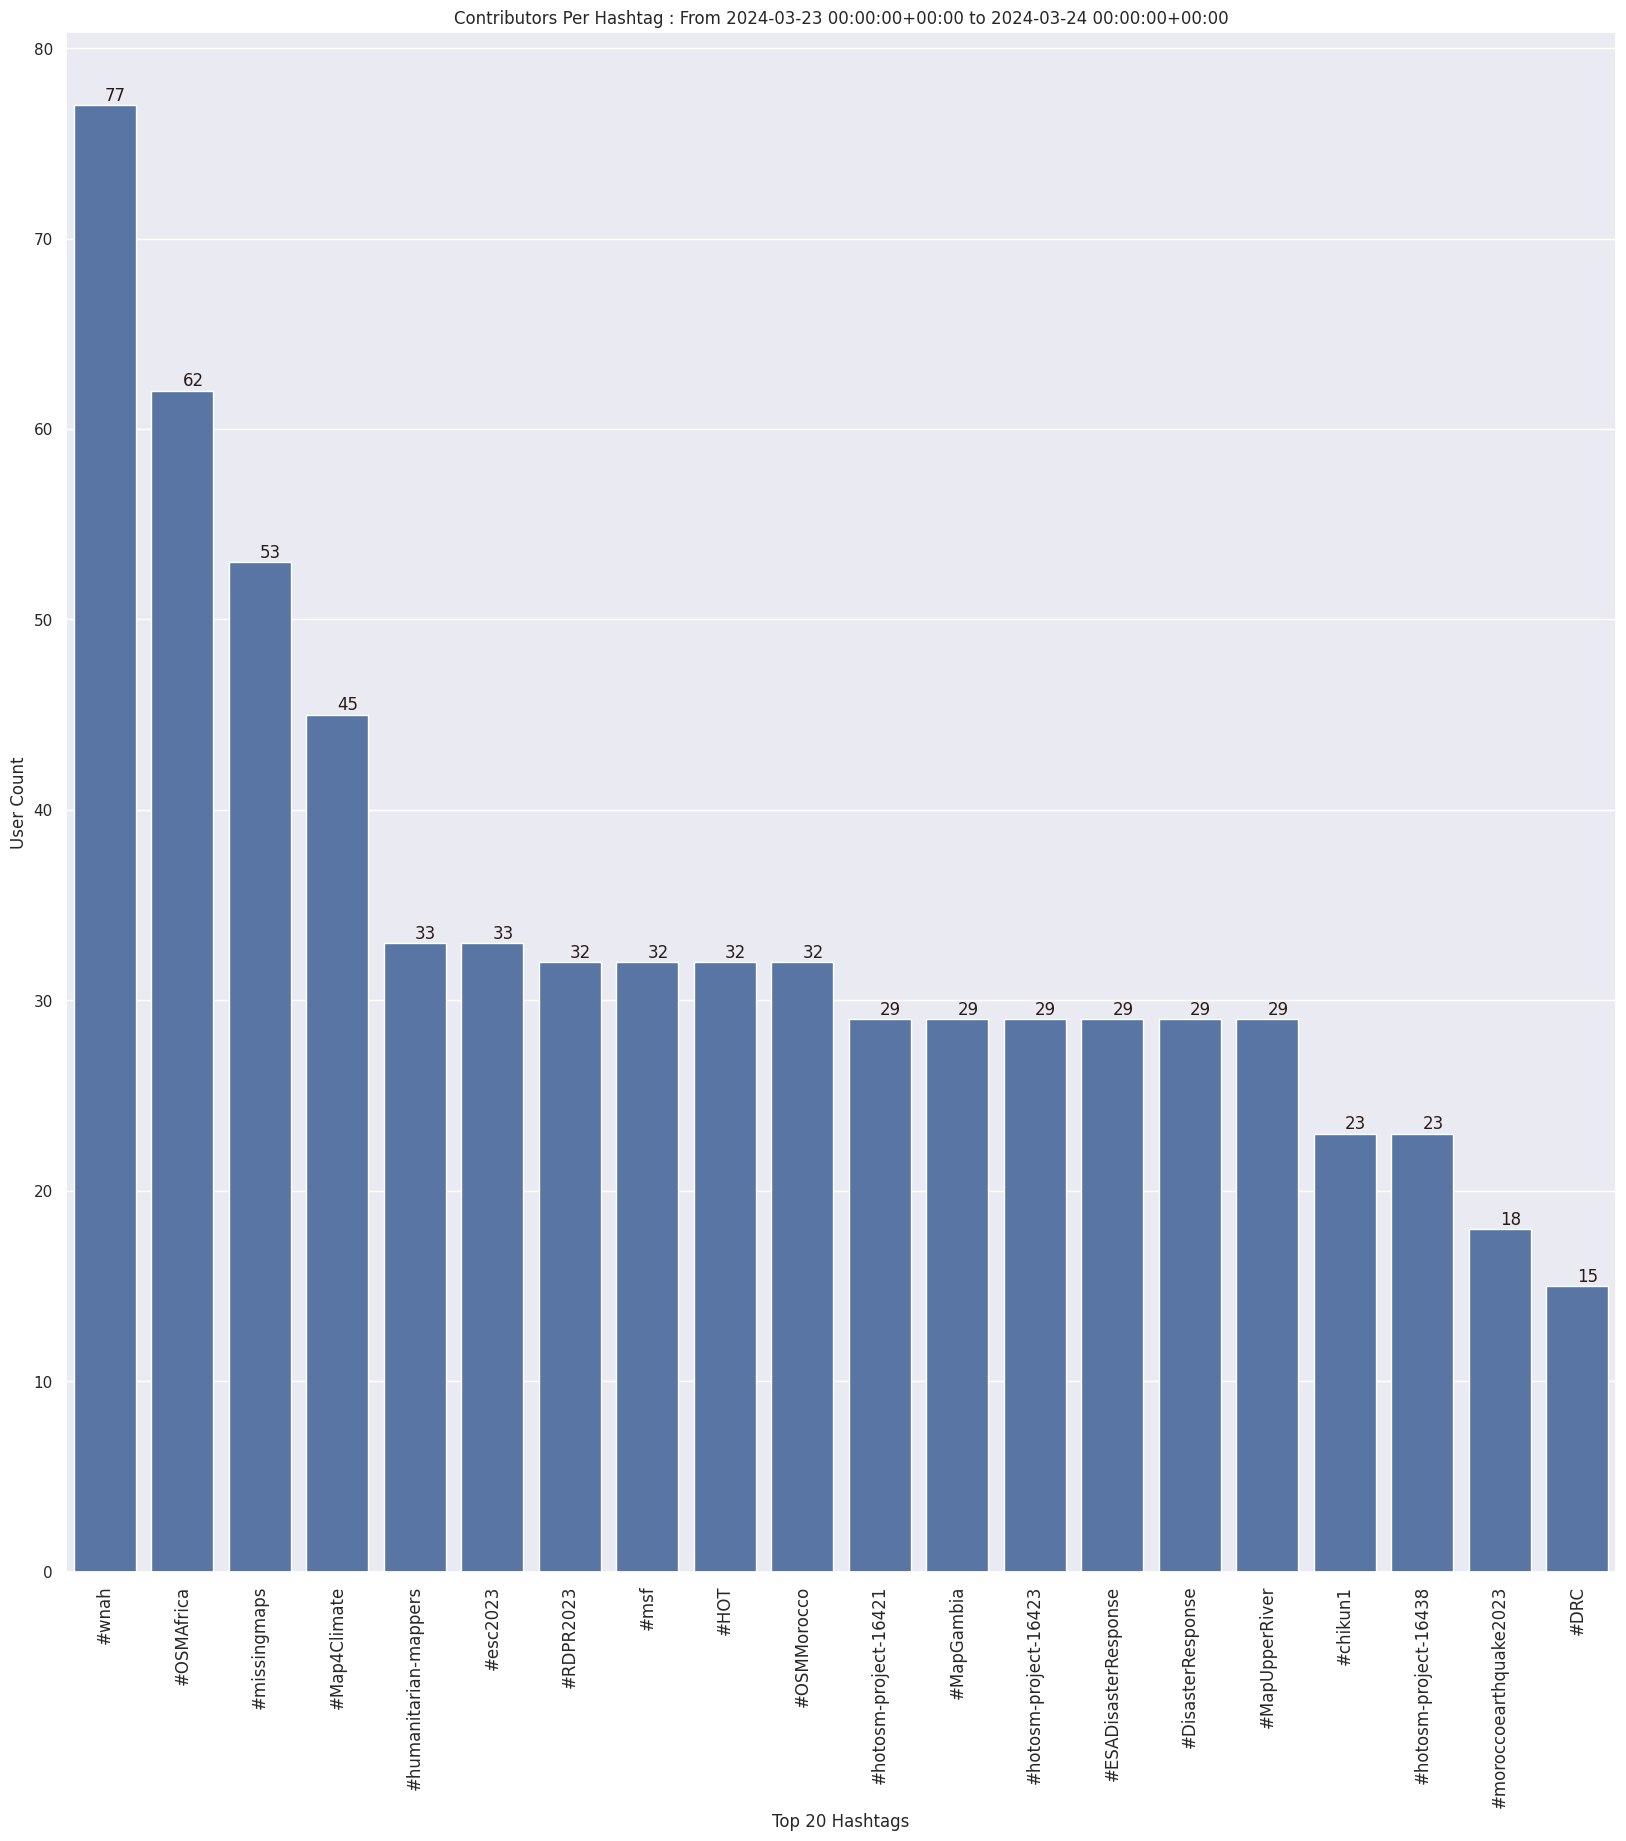 Contributors Per Hashtag : From 2024-03-23 00:00:00+00:00 to 2024-03-24 00:00:00+00:00
80
70
60
50
40
30
20
10
0
User Count
77
62
53
45
33
33
32
32
32
32
29
29
29
29
29
29
23
23
18
15
#wnah
#OSMAfrica
#missingmaps
#Map4Climate
#humanitarian-mappers
#esc2023
#RDPR2023
#msf
#HOT
#OSMMorocco
#hotosm-project-16421
#MapGambia
#hotosm-project-16423
#ESADisasterResponse
#DisasterResponse
#MapUpperRiver
#chikun1
#hotosm-project-16438
#moroccoearthquake2023
#DRC
Top 20 Hashtags